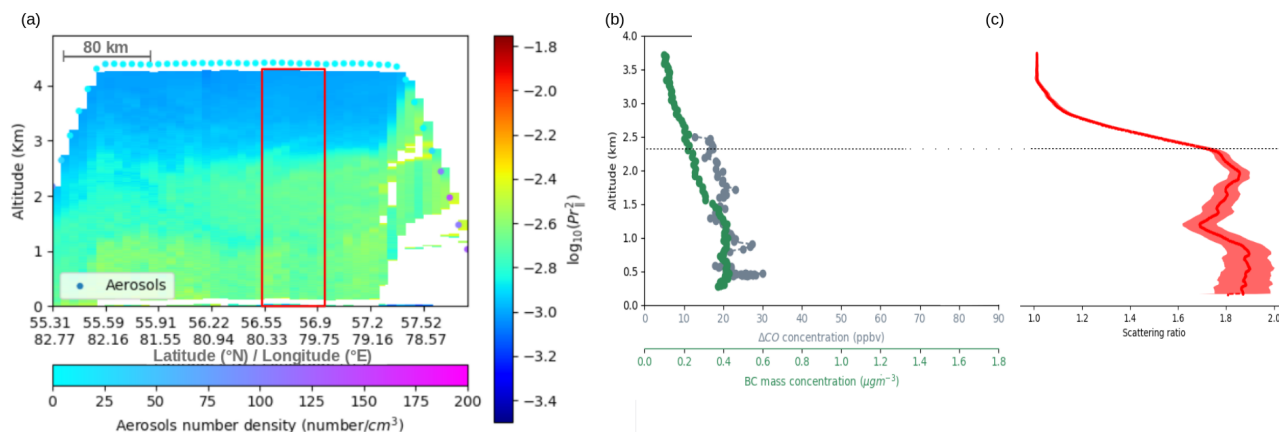 (a)
80 km
4
3
2
1
0
Altitude (Km)
Aerosols
55.31 55.59 55.91 56.22 56.55 56.9 57.2 57.52
82.77 82.16 81.55 80.94 80.33 79.75 79.16 78.57
Latitude (°N) / Longitude (°E)
0 25 50 75 100 125 150 175 200
Aerosols number density (number/cm³)
−1.8
−2.0
−2.2
−2.4
−2.6
−2.8
−3.0
−3.2
−3.4
log₁₀(Pr²∥)
(b)
4.0
4.0
3.5
3.0
2.5
2.0
1.5
1.0
0.5
0.0
Altitude (km)
0 10 20 30 40 50 60 70 80 90
ΔCO concentration (ppbv)
0.0 0.2 0.4 0.6 0.8 1.0 1.2 1.4 1.6 1.8
BC mass concentration (μgm⁻³)
(c)
1.0 1.2 1.4 1.6 1.8 2.0
Scattering ratio